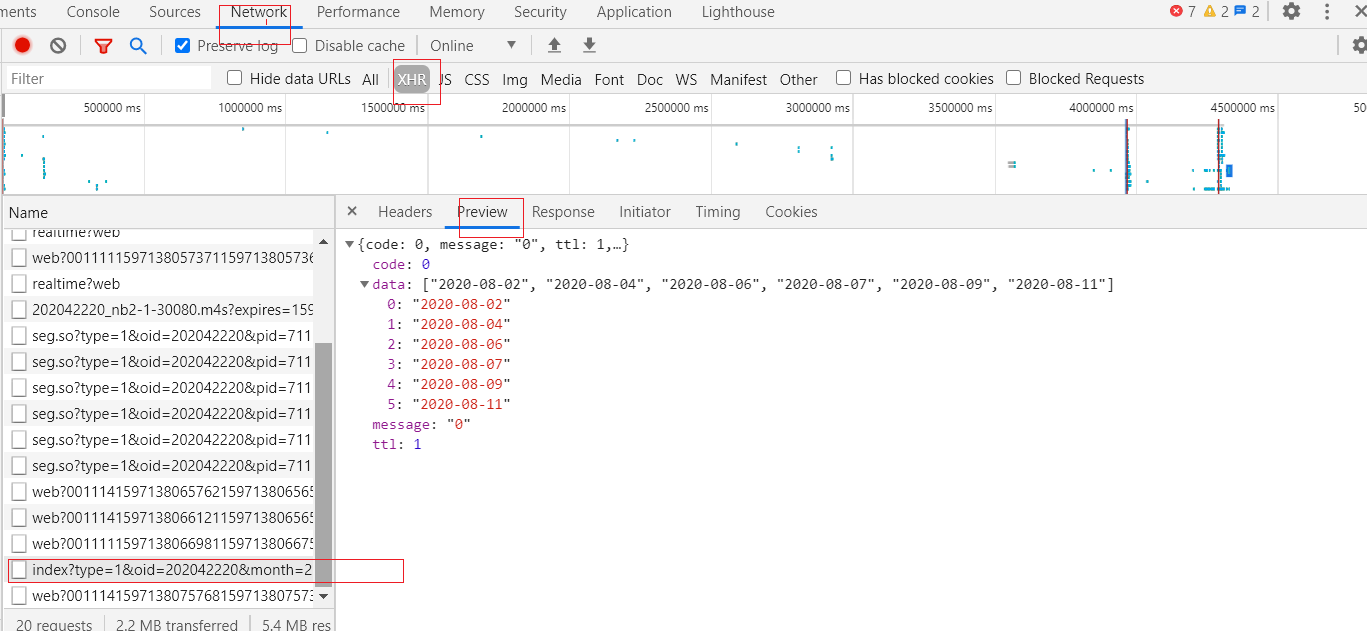 ments Console Sources Network Performance Memory Security Application Lighthouse 7 2 2
Preserve log Disable cache Online
Filter Hide data URLs All XHR JS CSS Img Media Font Doc WS Manifest Other Has blocked cookies Blocked Requests
500000 ms 1000000 ms 1500000 ms 2000000 ms 2500000 ms 3000000 ms 3500000 ms 4000000 ms 4500000 ms 50
Name
realtime?web
web?0011111597138057371159713805736
realtime?web
202042220_nb2-1-30080.m4s?expires=159
seg.so?type=1&oid=202042220&pid=711
seg.so?type=1&oid=202042220&pid=711
seg.so?type=1&oid=202042220&pid=711
seg.so?type=1&oid=202042220&pid=711
seg.so?type=1&oid=202042220&pid=711
seg.so?type=1&oid=202042220&pid=711
web?0011141597138065762159713806565
web?0011141597138066121159713806565
web?0011111597138066981159713806675
index?type=1&oid=202042220&month=2
web?0011141597138075768159713807573
20 requests 2.2 MB transferred 5.4 MB res
× Headers Preview Response Initiator Timing Cookies
{code: 0, message: "0", ttl: 1,…}
code: 0
data: ["2020-08-02", "2020-08-04", "2020-08-06", "2020-08-07", "2020-08-09", "2020-08-11"]
0: "2020-08-02"
1: "2020-08-04"
2: "2020-08-06"
3: "2020-08-07"
4: "2020-08-09"
5: "2020-08-11"
message: "0"
ttl: 1